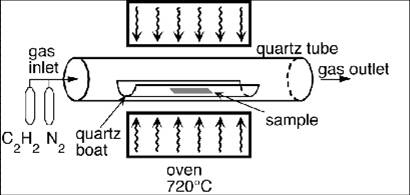 gas
inlet
quartz tube
gas outlet
C2H2 N2
quartz
boat
sample
oven
720°C